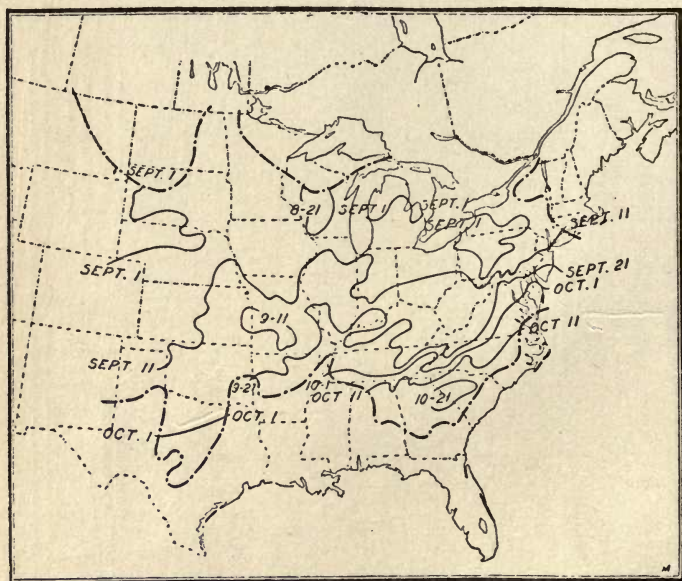 SEPT. 1
8-21
SEPT 1
SEPT. 1
SEPT. 1
SEPT. 11
SEPT. 1
SEPT. 21
OCT. 1
9-11
OCT 11
SEPT 11
9-21
10-1
OCT 11
10-21
OCT. 1
OCT. 1
M